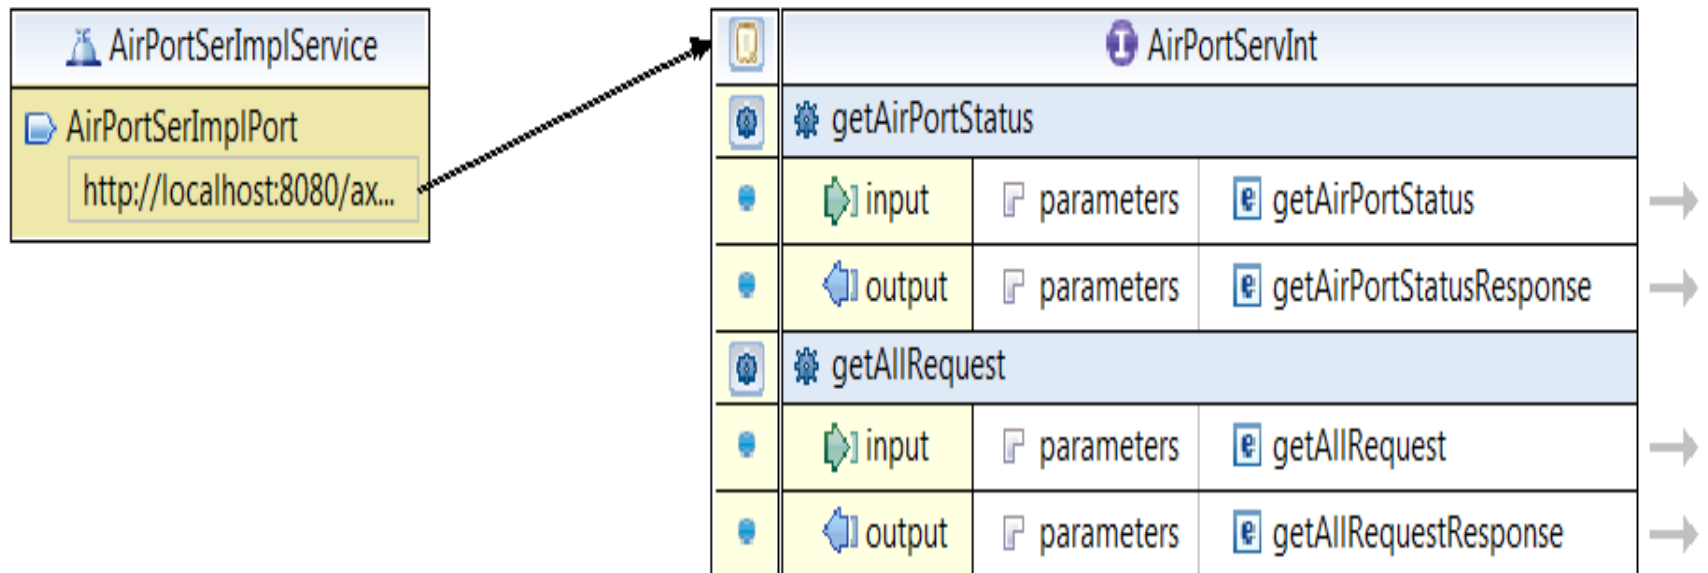 AirPortSerImplService
AirPortSerImplPort
http://localhost:8080/ax...
AirPortServInt
getAirPortStatus
input parameters getAirPortStatus
output parameters getAirPortStatusResponse
getAllRequest
input parameters getAllRequest
output parameters getAllRequestResponse